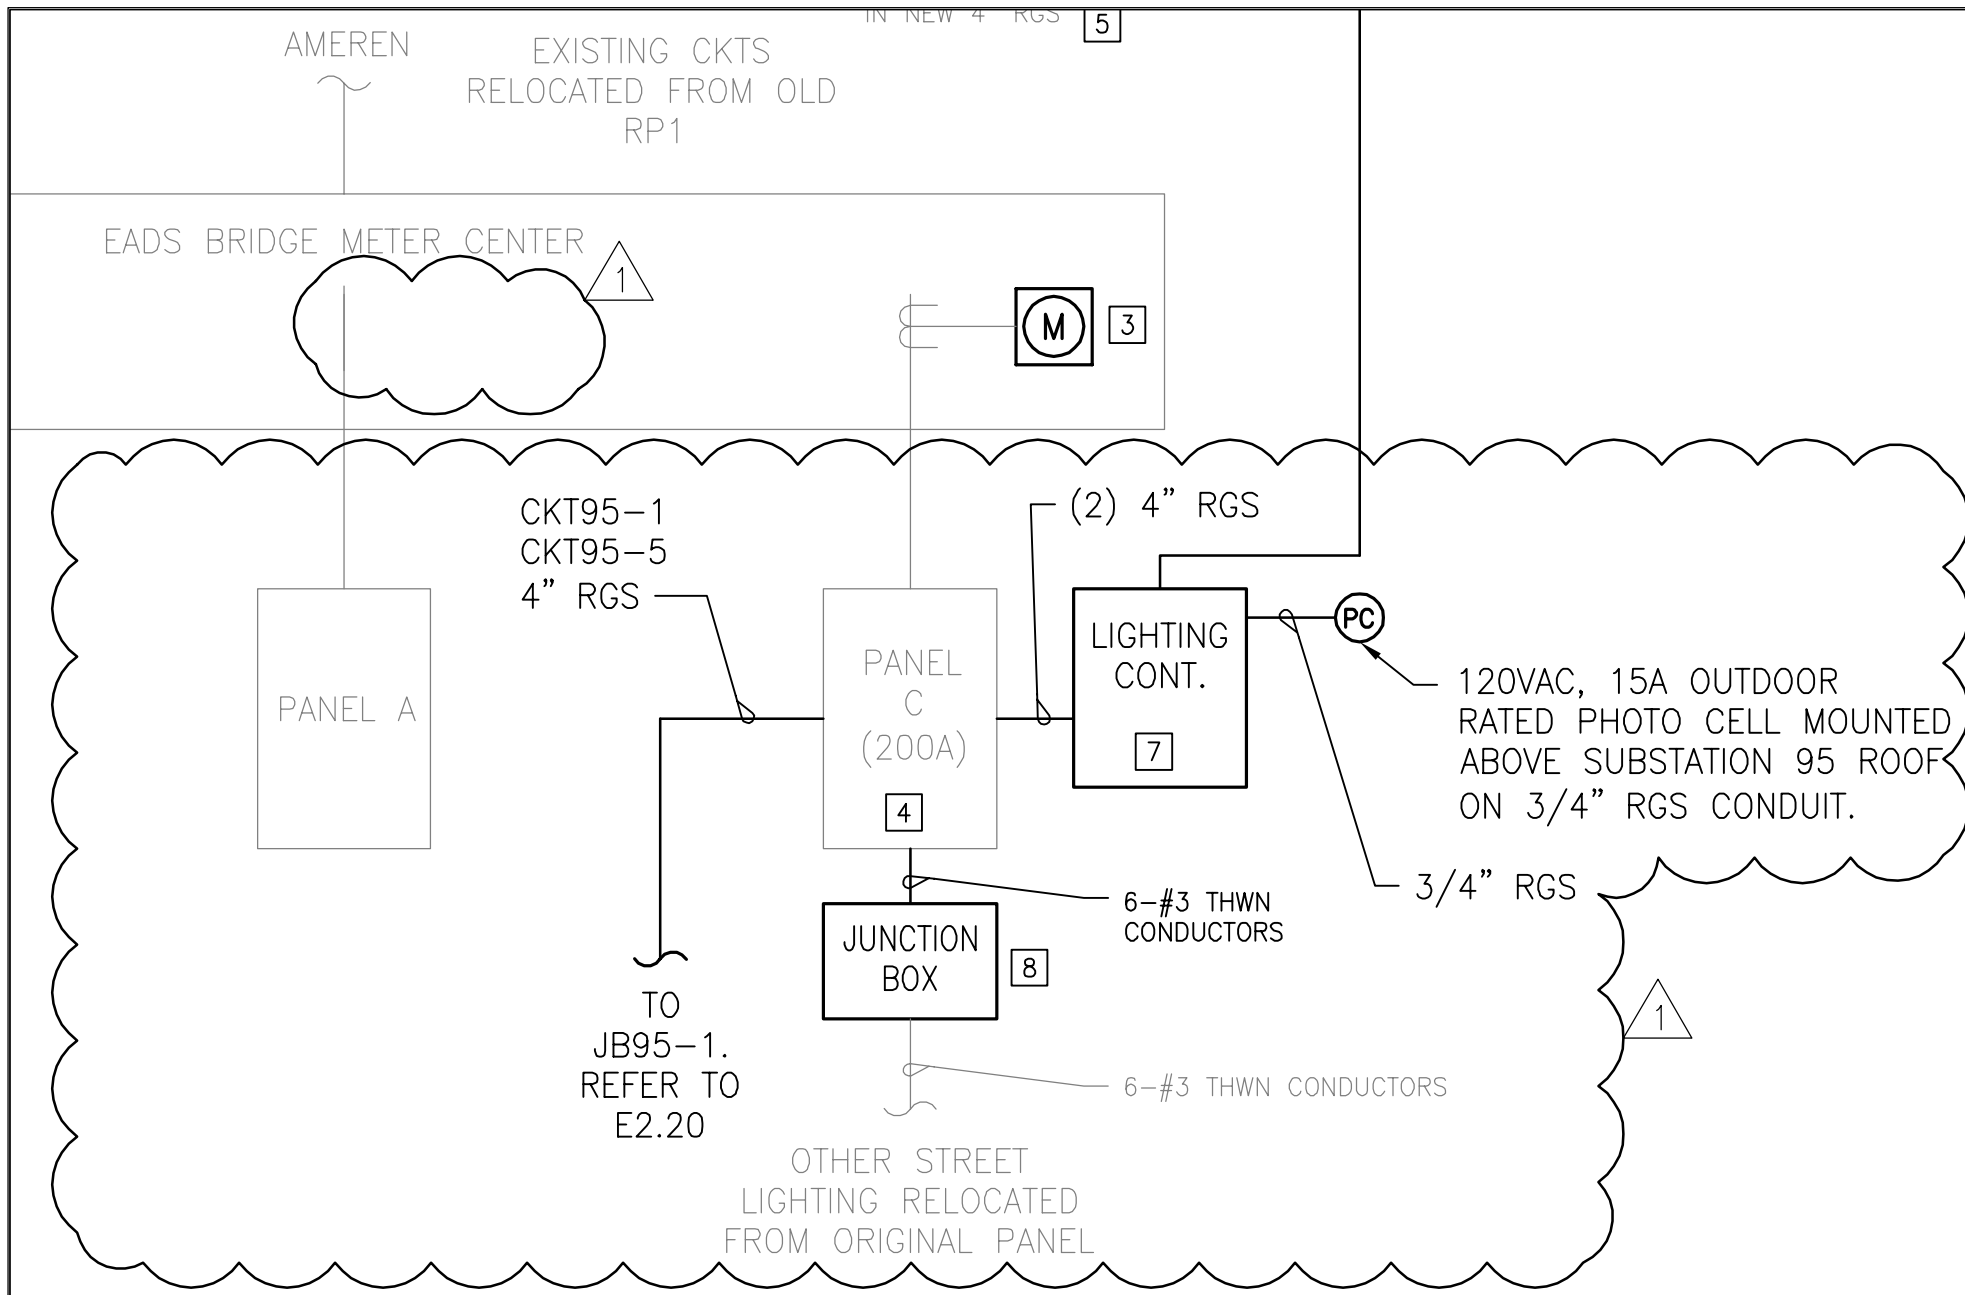 IN NEW 4" RGS
5
AMEREN
EXISTING CKTS
RELOCATED FROM OLD
RP1
EADS BRIDGE METER CENTER
1
M
3
CKT95-1
CKT95-5
4" RGS
(2) 4" RGS
PANEL A
PANEL
C
(200A)
4
LIGHTING
CONT.
7
PC
120VAC, 15A OUTDOOR
RATED PHOTO CELL MOUNTED
ABOVE SUBSTATION 95 ROOF
ON 3/4" RGS CONDUIT.
3/4" RGS
6-#3 THWN
CONDUCTORS
JUNCTION
BOX
8
TO
JB95-1.
REFER TO
E2.20
1
6-#3 THWN CONDUCTORS
OTHER STREET
LIGHTING RELOCATED
FROM ORIGINAL PANEL